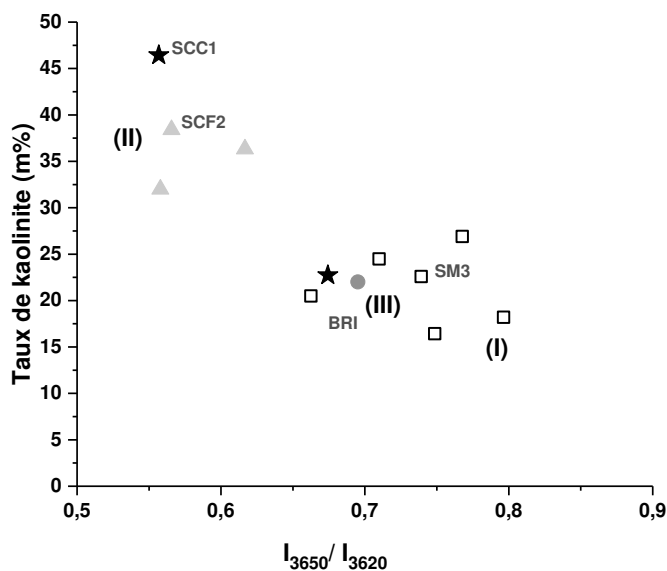 50
45
40
35
30
25
20
15
10
5
0
Taux de kaolinite (m%)
SCC1
SCF2
(II)
SM3
(III)
BRI
(I)
0,5
0,6
0,7
0,8
0,9
I3650/ I3620